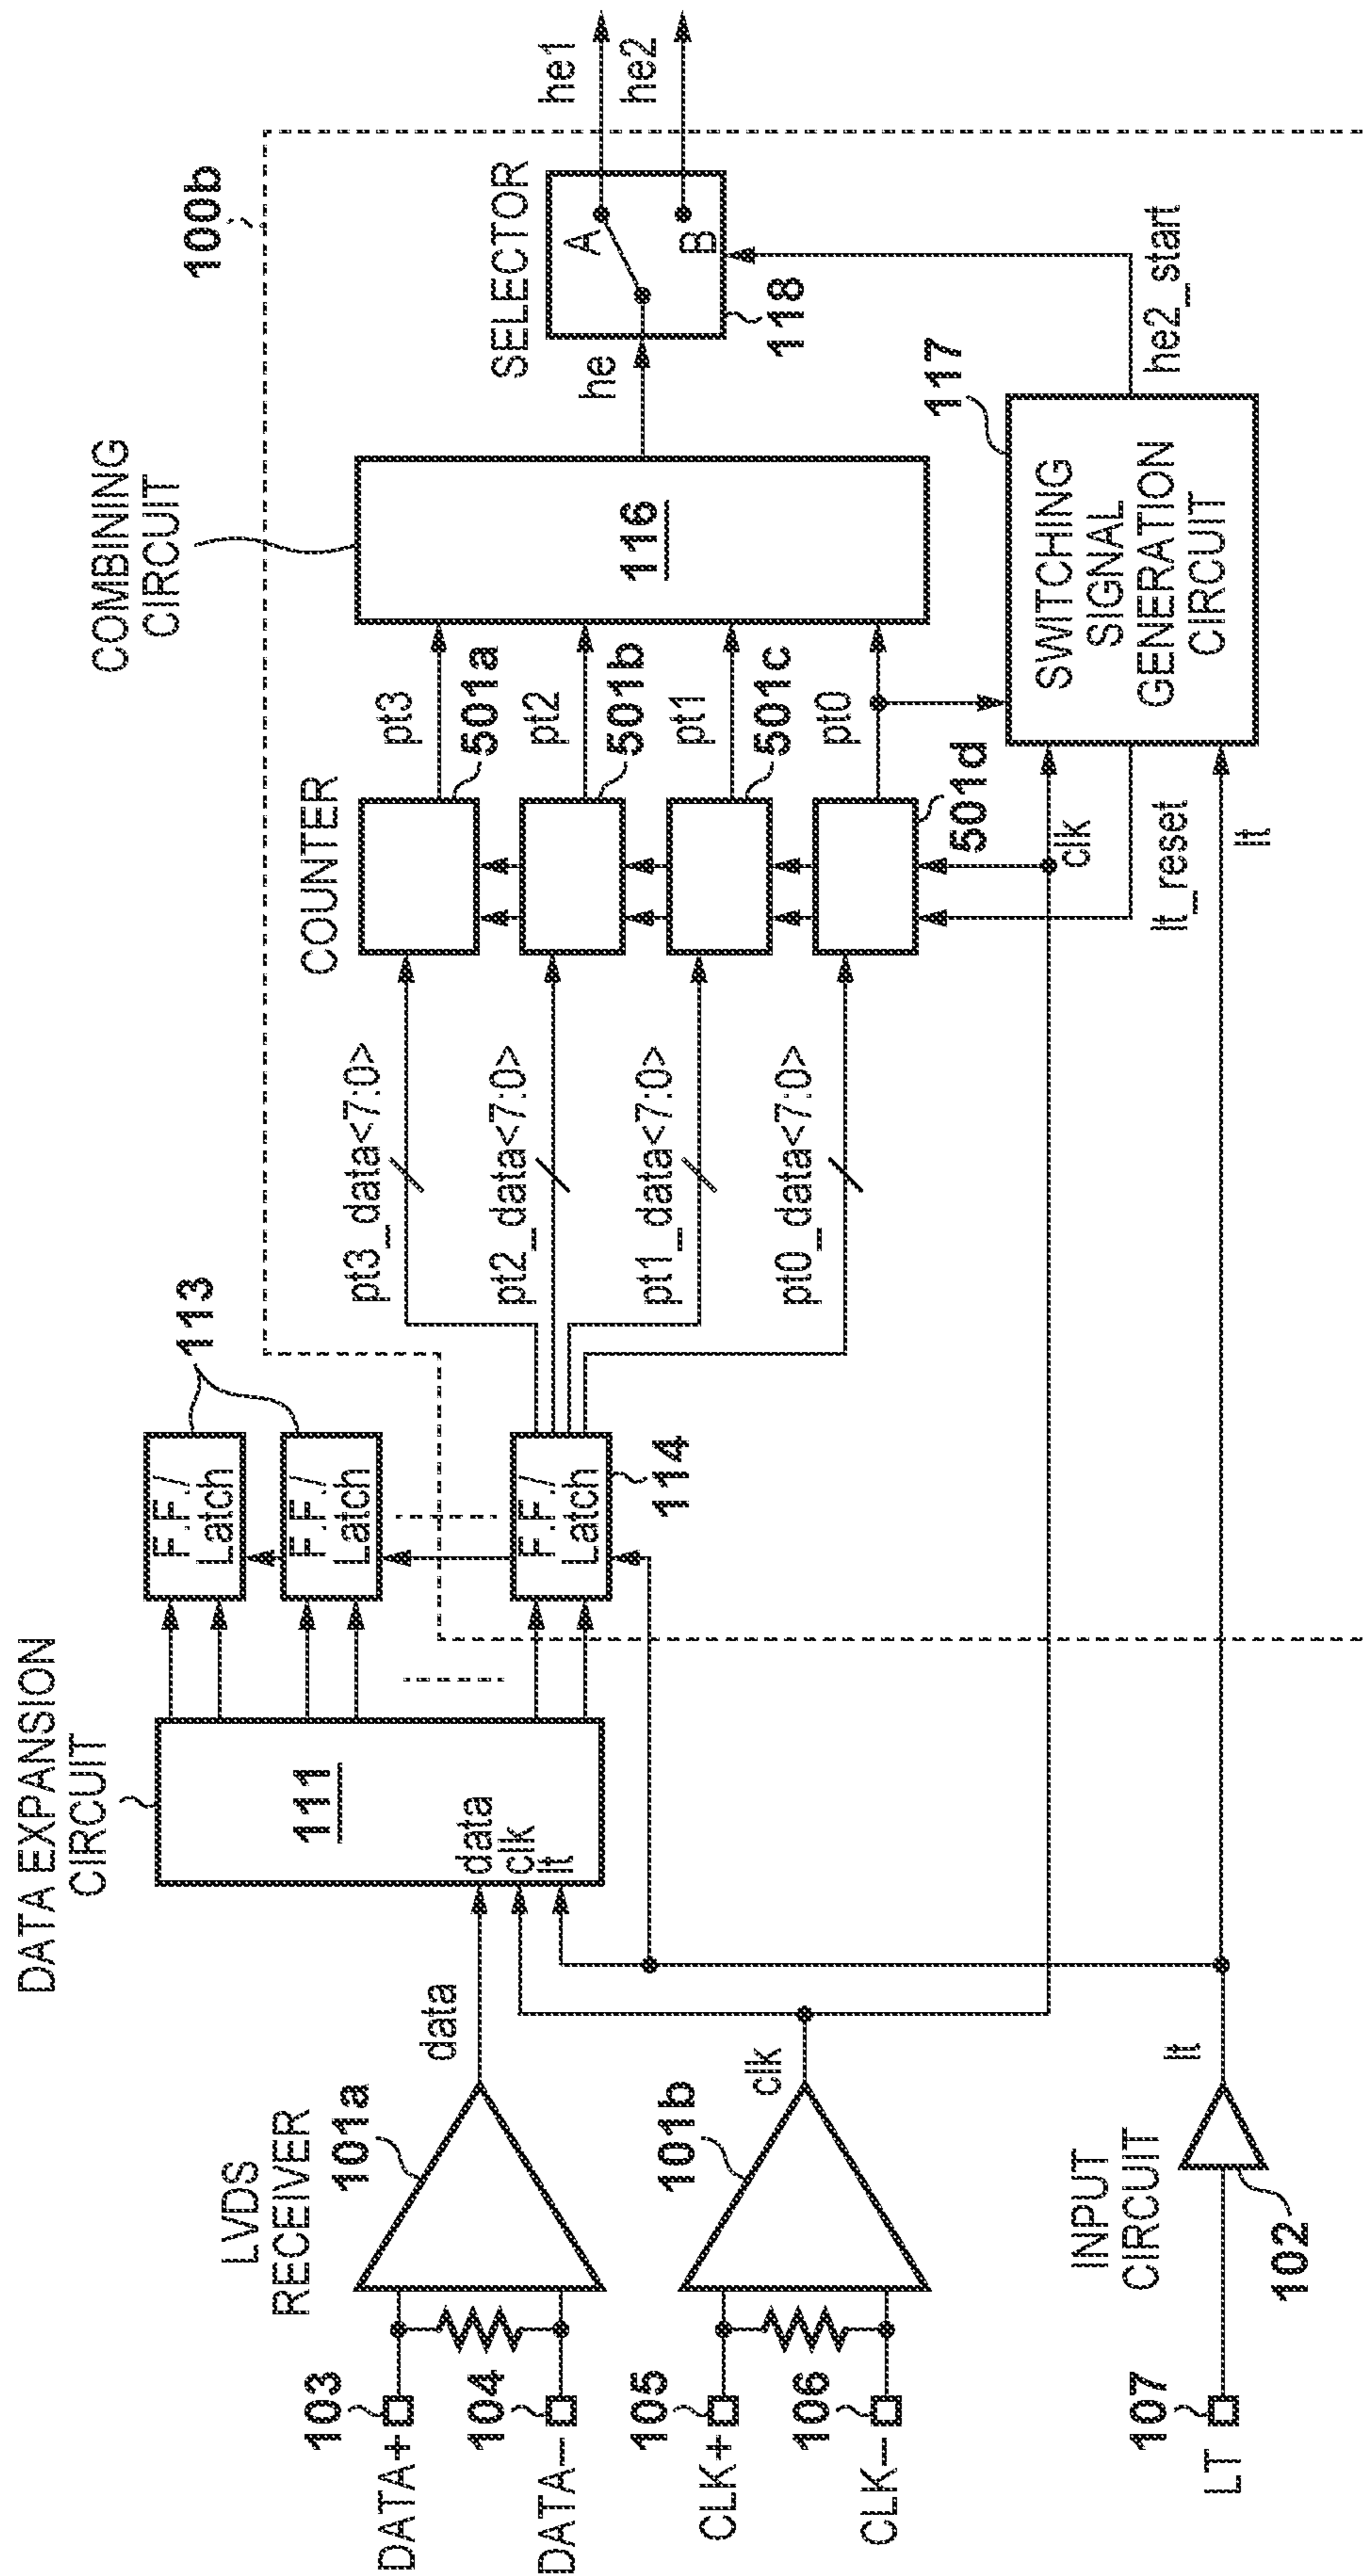 DATA EXPANSION
CIRCUIT
COMBINING
CIRCUIT
100b
113
F.F./
Latch
F.F./
Latch
he1
he2
LVDS
RECEIVER
101a
data
111
data
clk
lt
F.F./
Latch
114
pt3_data<7:0>
pt2_data<7:0>
pt1_data<7:0>
pt0_data<7:0>
COUNTER
pt3
501a
pt2
501b
pt1
501c
pt0
501d
116
he
SELECTOR
A
B
118
103
DATA+
104
DATA−
105
CLK+
106
CLK−
101b
clk
clk
lt_reset
lt
117
SWITCHING
SIGNAL
GENERATION
CIRCUIT
he2_start
INPUT
CIRCUIT
107
LT
102
lt